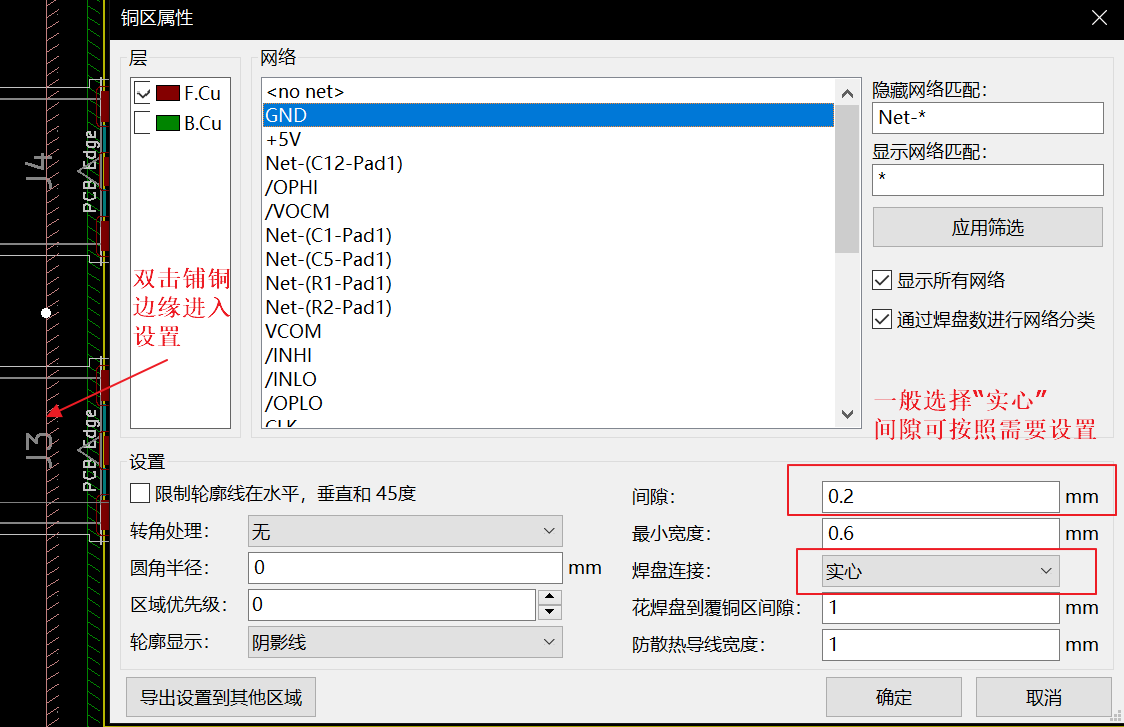 铜区属性
层
F.Cu
B.Cu
网络
<no net>
GND
+5V
Net-(C12-Pad1)
/OPHI
/VOCM
Net-(C1-Pad1)
Net-(C5-Pad1)
Net-(R1-Pad1)
Net-(R2-Pad1)
VCOM
/INHI
/INLO
/OPLO
CLK
隐藏网络匹配:
Net-*
显示网络匹配:
*
应用筛选
显示所有网络
通过焊盘数进行网络分类
J4
PCB Edge
J3
PCB Edge
双击铺铜
边缘进入
设置
一般选择“实心”
间隙可按照需要设置
设置
限制轮廓线在水平，垂直和 45度
转角处理: 无
圆角半径: 0 mm
区域优先级: 0
轮廓显示: 阴影线
间隙: 0.2 mm
最小宽度: 0.6 mm
焊盘连接: 实心
花焊盘到覆铜区间隙: 1 mm
防散热导线宽度: 1 mm
导出设置到其他区域
确定
取消